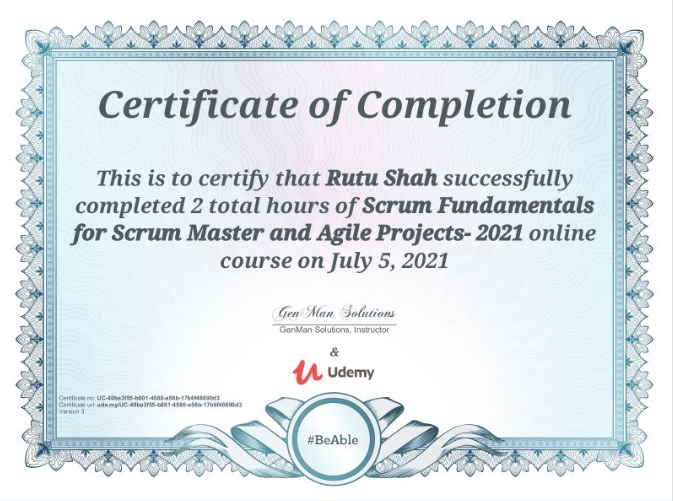 Certificate of Completion
This is to certify that Rutu Shah successfully
completed 2 total hours of Scrum Fundamentals
for Scrum Master and Agile Projects- 2021 online
course on July 5, 2021
GenMan Solutions
GenMan Solutions, Instructor
&
Udemy
Certificate no: UC-40ba3f55-b801-4580-a56b-17b6f48690d3
Certificate url: ude.my/UC-40ba3f55-b801-4580-a56b-17b6f48690d3
Version 3
#BeAble